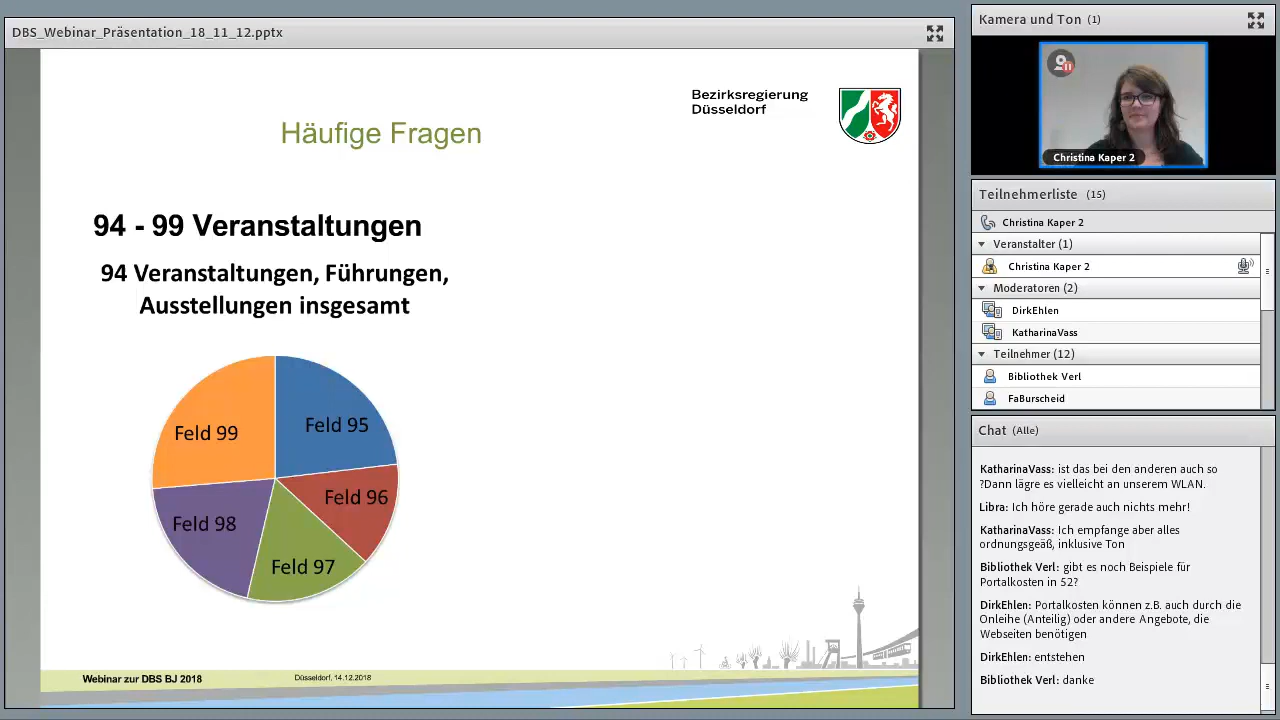 DBS_Webinar_Präsentation_18_11_12.pptx
Bezirksregierung
Düsseldorf
Häufige Fragen
94 - 99 Veranstaltungen
94 Veranstaltungen, Führungen,
Ausstellungen insgesamt
Feld 99
Feld 95
Feld 96
Feld 98
Feld 97
Webinar zur DBS BJ 2018
Düsseldorf, 14.12.2018
Kamera und Ton (1)
Christina Kaper 2
Teilnehmerliste (15)
Christina Kaper 2
Veranstalter (1)
Christina Kaper 2
Moderatoren (2)
DirkEhlen
KatharinaVass
Teilnehmer (12)
Bibliothek Verl
FaBurscheid
Chat (Alle)
KatharinaVass: ist das bei den anderen auch so
?Dann lägre es vielleicht an unserem WLAN.
Libra: Ich höre gerade auch nichts mehr!
KatharinaVass: Ich empfange aber alles
ordnungsgeäß, inklusive Ton
Bibliothek Verl: gibt es noch Beispiele für
Portalkosten in 52?
DirkEhlen: Portalkosten können z.B. auch durch die
Onleihe (Anteilig) oder andere Angebote, die
Webseiten benötigen
DirkEhlen: entstehen
Bibliothek Verl: danke